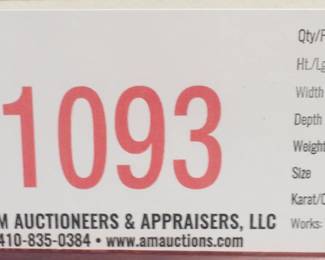 1093
M AUCTIONEERS & APPRAISERS, LLC
410-835-0384 • www.amauctions.com
Qty/
Ht./Lg
Width
Depth
Weight
Size
Karat/
Works: